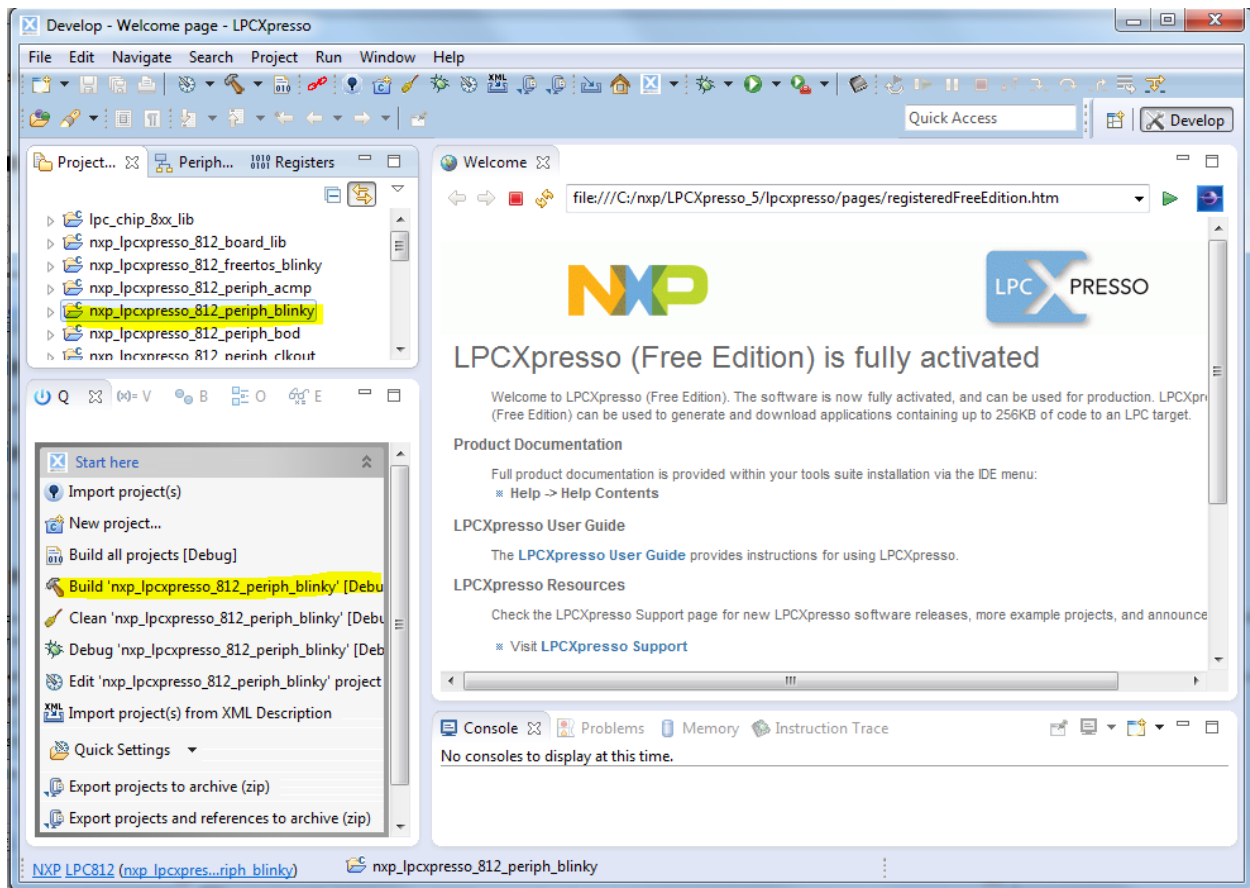 Develop - Welcome page - LPCXpresso
File Edit Navigate Search Project Run Window Help
Quick Access
Develop
Project... Periph... Registers
lpc_chip_8xx_lib
nxp_lpcxpresso_812_board_lib
nxp_lpcxpresso_812_freertos_blinky
nxp_lpcxpresso_812_periph_acmp
nxp_lpcxpresso_812_periph_blinky
nxp_lpcxpresso_812_periph_bod
nxp_lpcxpresso_812_periph_clkout
Q (x)= V B O E
Start here
Import project(s)
New project...
Build all projects [Debug]
Build 'nxp_lpcxpresso_812_periph_blinky' [Debu
Clean 'nxp_lpcxpresso_812_periph_blinky' [Debu
Debug 'nxp_lpcxpresso_812_periph_blinky' [Deb
Edit 'nxp_lpcxpresso_812_periph_blinky' project
XML Import project(s) from XML Description
Quick Settings
Export projects to archive (zip)
Export projects and references to archive (zip)
Welcome
file:///C:/nxp/LPCXpresso_5/lpcxpresso/pages/registeredFreeEdition.htm
NXP
LPC X PRESSO
LPCXpresso (Free Edition) is fully activated
Welcome to LPCXpresso (Free Edition). The software is now fully activated, and can be used for production. LPCXpr
(Free Edition) can be used to generate and download applications containing up to 256KB of code to an LPC target.
Product Documentation
Full product documentation is provided within your tools suite installation via the IDE menu:
Help -> Help Contents
LPCXpresso User Guide
The LPCXpresso User Guide provides instructions for using LPCXpresso.
LPCXpresso Resources
Check the LPCXpresso Support page for new LPCXpresso software releases, more example projects, and announce
Visit LPCXpresso Support
Console Problems Memory Instruction Trace
No consoles to display at this time.
NXP LPC812 (nxp_lpcxpres...riph_blinky) nxp_lpcxpresso_812_periph_blinky